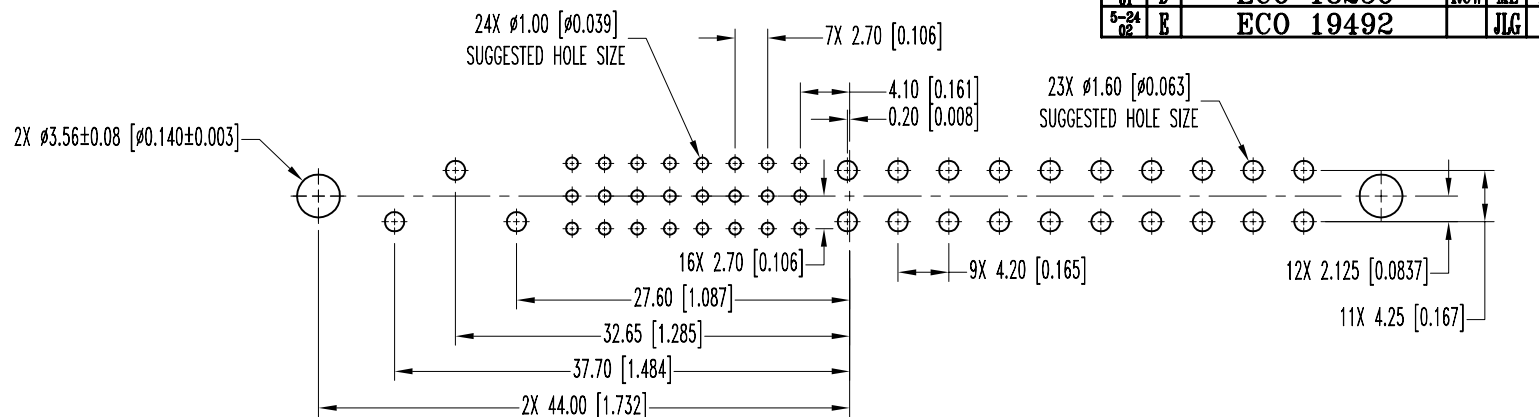 5-24
02 E ECO 19492 JLG
24X ø1.00 [ø0.039]
SUGGESTED HOLE SIZE
7X 2.70 [0.106]
4.10 [0.161]
0.20 [0.008]
23X ø1.60 [ø0.063]
SUGGESTED HOLE SIZE
2X ø3.56±0.08 [ø0.140±0.003]
16X 2.70 [0.106]
9X 4.20 [0.165]
12X 2.125 [0.0837]
27.60 [1.087]
11X 4.25 [0.167]
32.65 [1.285]
37.70 [1.484]
2X 44.00 [1.732]